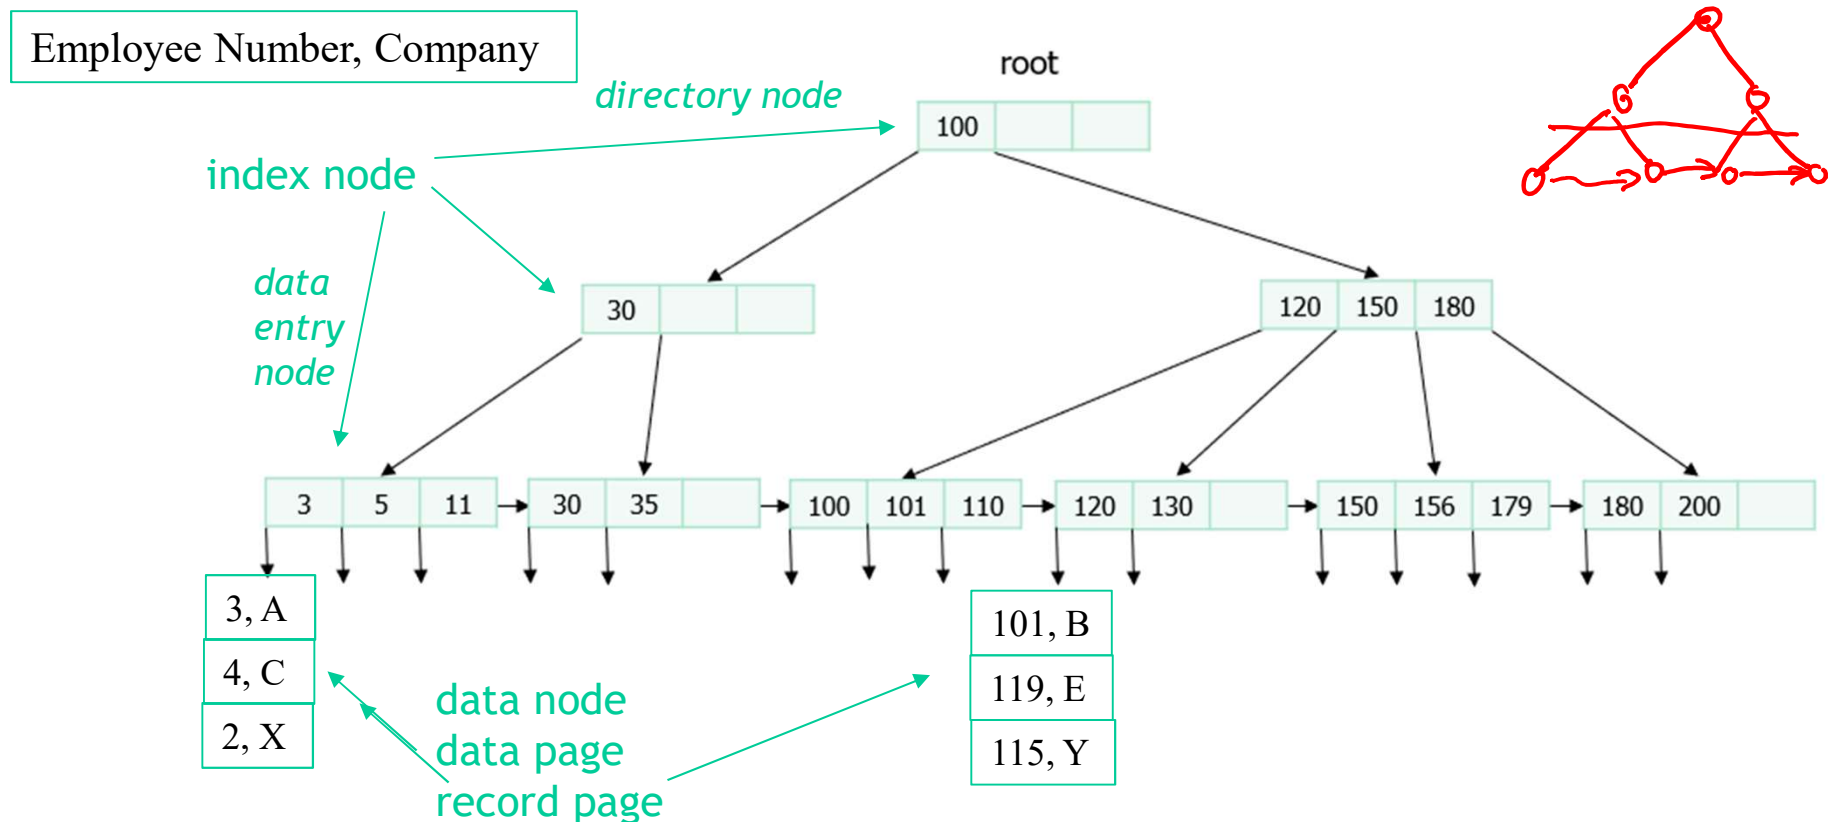 Employee Number, Company
root
directory node
100
index node
data
entry
node
30
120 150 180
3 5 11 30 35 100 101 110 120 130 150 156 179 180 200
3, A
4, C
2, X
101, B
119, E
115, Y
data node
data page
record page